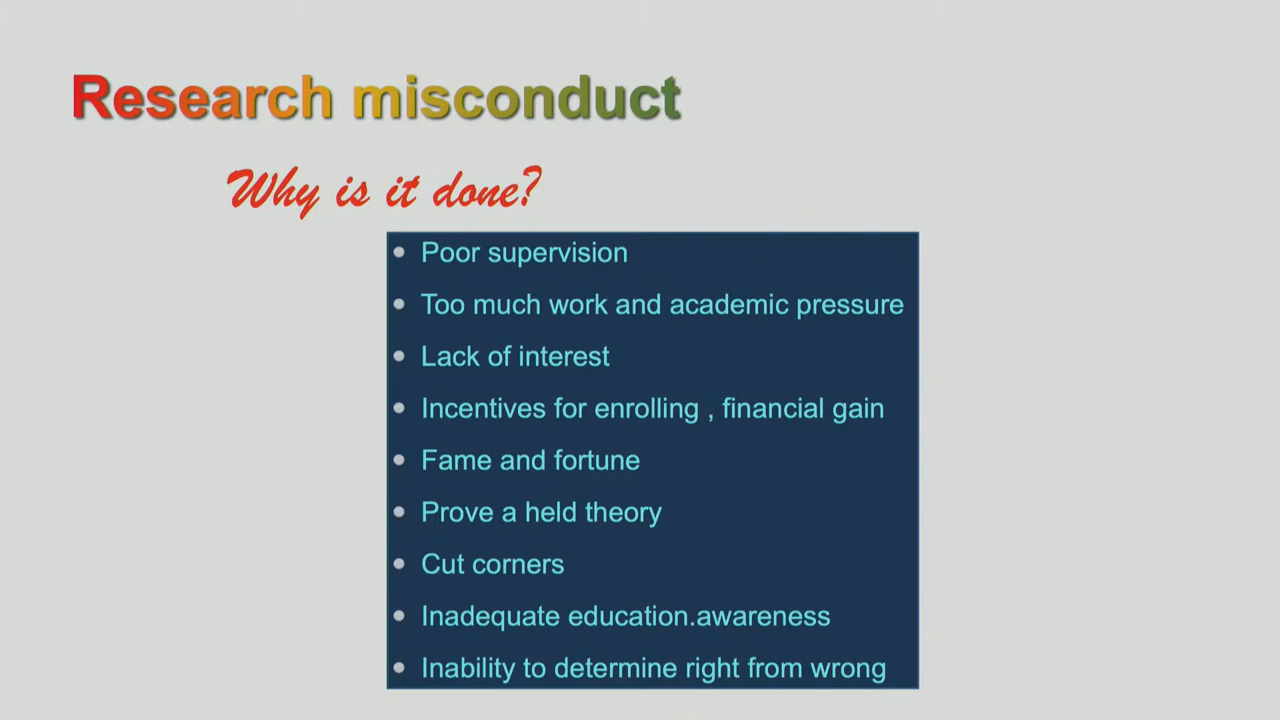 Research misconduct
Why is it done?
• Poor supervision
• Too much work and academic pressure
• Lack of interest
• Incentives for enrolling , financial gain
• Fame and fortune
• Prove a held theory
• Cut corners
• Inadequate education.awareness
• Inability to determine right from wrong